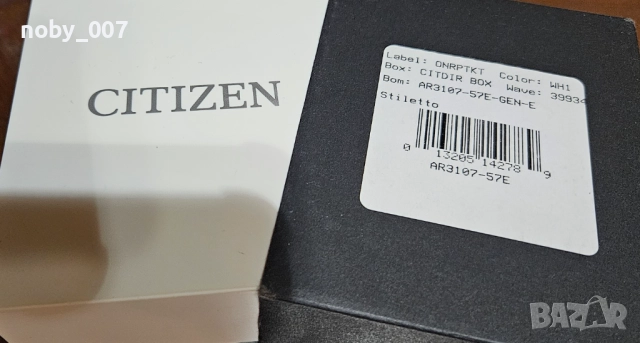 noby_007
CITIZEN
Label: ONRPTKT Color: WH1
Box: CITDIR BOX Wave: 39934
Bom: AR3107-57E-GEN-E
Stiletto
0 13205 14278 9
AR3107-57E
BAZAR